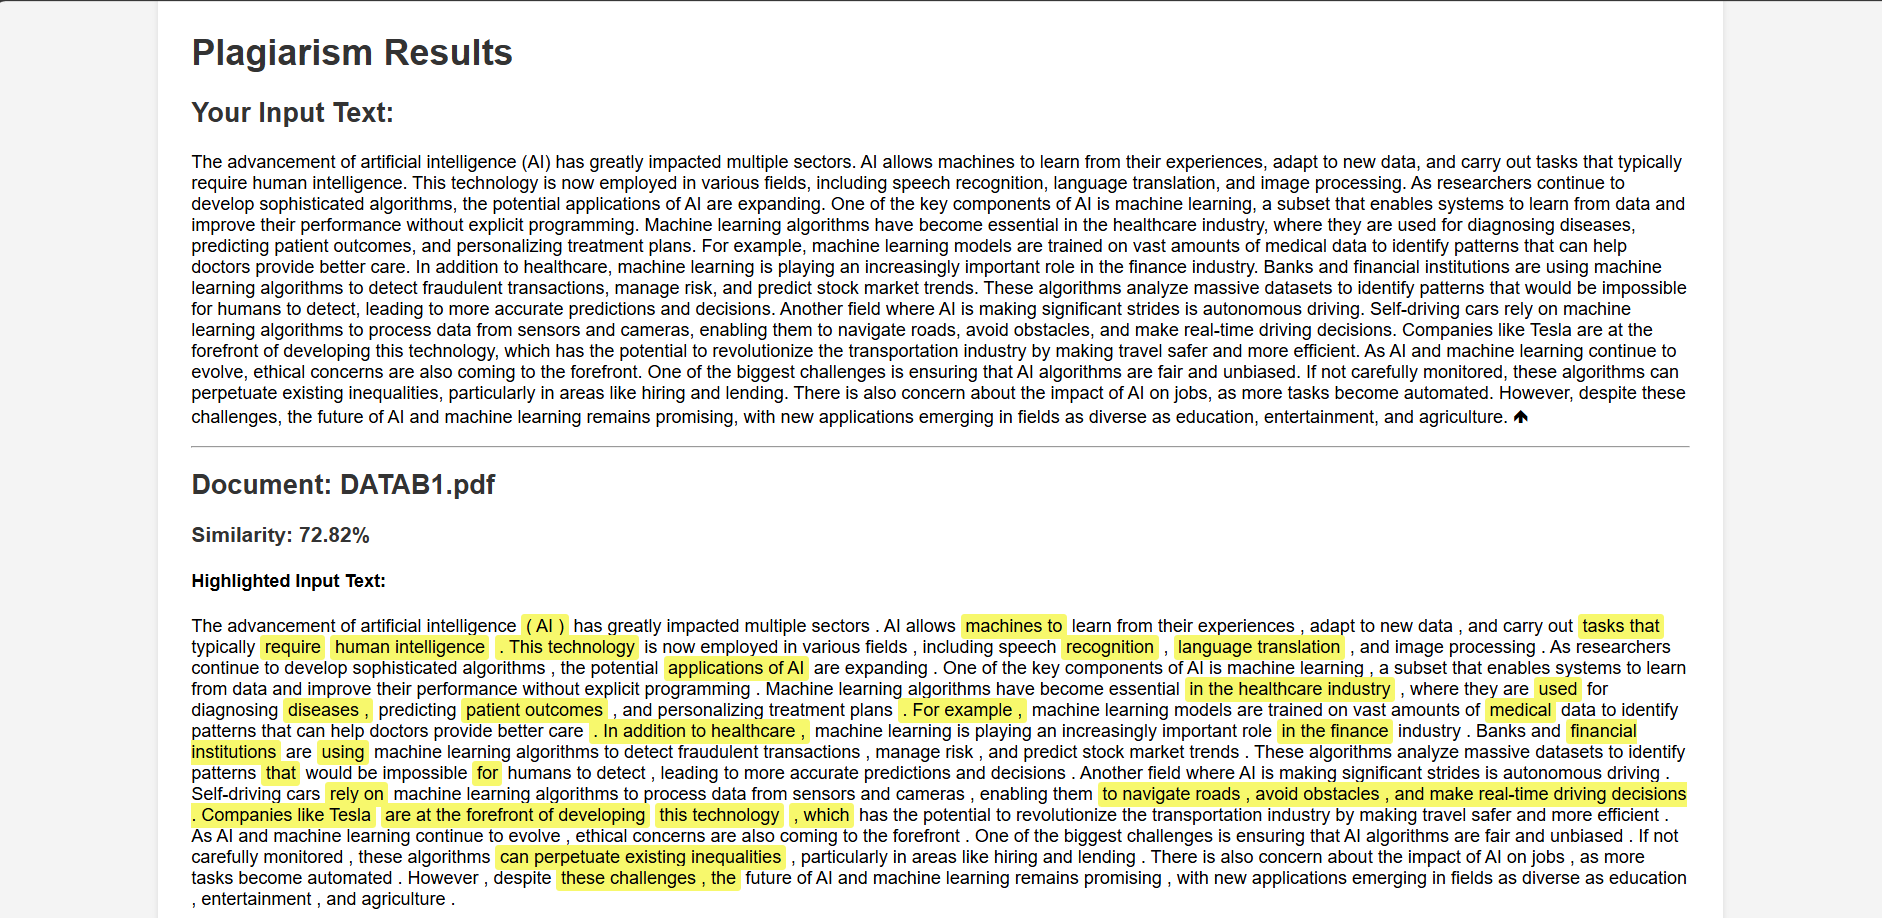 Plagiarism Results
Your Input Text:
The advancement of artificial intelligence (AI) has greatly impacted multiple sectors. AI allows machines to learn from their experiences, adapt to new data, and carry out tasks that typically
require human intelligence. This technology is now employed in various fields, including speech recognition, language translation, and image processing. As researchers continue to
develop sophisticated algorithms, the potential applications of AI are expanding. One of the key components of AI is machine learning, a subset that enables systems to learn from data and
improve their performance without explicit programming. Machine learning algorithms have become essential in the healthcare industry, where they are used for diagnosing diseases,
predicting patient outcomes, and personalizing treatment plans. For example, machine learning models are trained on vast amounts of medical data to identify patterns that can help
doctors provide better care. In addition to healthcare, machine learning is playing an increasingly important role in the finance industry. Banks and financial institutions are using machine
learning algorithms to detect fraudulent transactions, manage risk, and predict stock market trends. These algorithms analyze massive datasets to identify patterns that would be impossible
for humans to detect, leading to more accurate predictions and decisions. Another field where AI is making significant strides is autonomous driving. Self-driving cars rely on machine
learning algorithms to process data from sensors and cameras, enabling them to navigate roads, avoid obstacles, and make real-time driving decisions. Companies like Tesla are at the
forefront of developing this technology, which has the potential to revolutionize the transportation industry by making travel safer and more efficient. As AI and machine learning continue to
evolve, ethical concerns are also coming to the forefront. One of the biggest challenges is ensuring that AI algorithms are fair and unbiased. If not carefully monitored, these algorithms can
perpetuate existing inequalities, particularly in areas like hiring and lending. There is also concern about the impact of AI on jobs, as more tasks become automated. However, despite these
challenges, the future of AI and machine learning remains promising, with new applications emerging in fields as diverse as education, entertainment, and agriculture. 🡹
Document: DATAB1.pdf
Similarity: 72.82%
Highlighted Input Text:
The advancement of artificial intelligence ( AI ) has greatly impacted multiple sectors . AI allows machines to learn from their experiences , adapt to new data , and carry out tasks that
typically require human intelligence . This technology is now employed in various fields , including speech recognition , language translation , and image processing . As researchers
continue to develop sophisticated algorithms , the potential applications of AI are expanding . One of the key components of AI is machine learning , a subset that enables systems to learn
from data and improve their performance without explicit programming . Machine learning algorithms have become essential in the healthcare industry , where they are used for
diagnosing diseases , predicting patient outcomes , and personalizing treatment plans . For example , machine learning models are trained on vast amounts of medical data to identify
patterns that can help doctors provide better care . In addition to healthcare , machine learning is playing an increasingly important role in the finance industry . Banks and financial
institutions are using machine learning algorithms to detect fraudulent transactions , manage risk , and predict stock market trends . These algorithms analyze massive datasets to identify
patterns that would be impossible for humans to detect , leading to more accurate predictions and decisions . Another field where AI is making significant strides is autonomous driving .
Self-driving cars rely on machine learning algorithms to process data from sensors and cameras , enabling them to navigate roads , avoid obstacles , and make real-time driving decisions
. Companies like Tesla are at the forefront of developing this technology , which has the potential to revolutionize the transportation industry by making travel safer and more efficient .
As AI and machine learning continue to evolve , ethical concerns are also coming to the forefront . One of the biggest challenges is ensuring that AI algorithms are fair and unbiased . If not
carefully monitored , these algorithms can perpetuate existing inequalities , particularly in areas like hiring and lending . There is also concern about the impact of AI on jobs , as more
tasks become automated . However , despite these challenges , the future of AI and machine learning remains promising , with new applications emerging in fields as diverse as education
, entertainment , and agriculture .